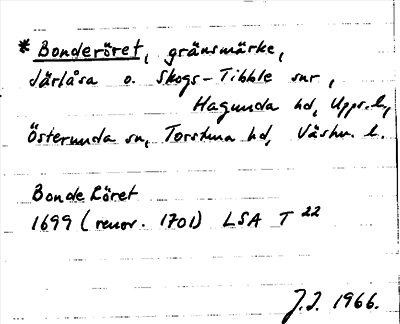 * Bonderöret, gränsmärke,
Järlåsa o. Skogs-Tibble snr,
Hagunda hd, Upps. l.,
Österunda sn, Torstuna hd, Västm. l.
Bonde Röret
1699 (renov. 1701) LSA T 22
J.J. 1966.